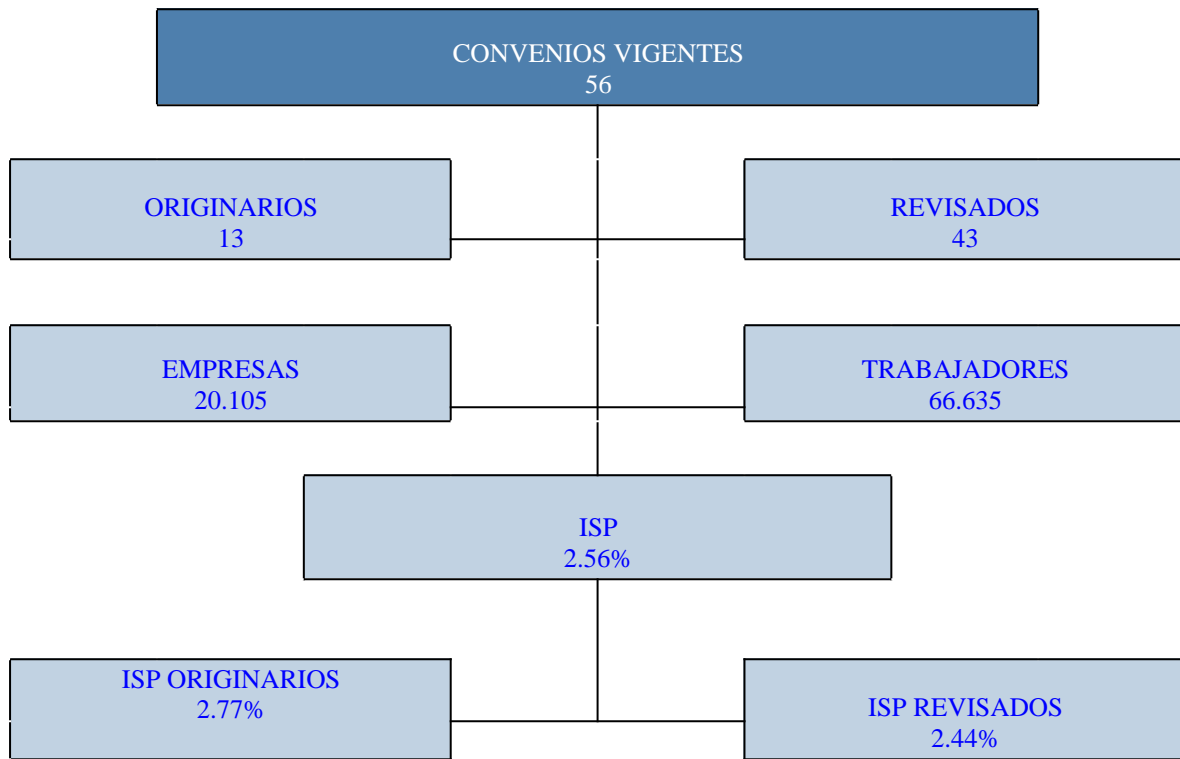 CONVENIOS VIGENTES
56
ORIGINARIOS
13
REVISADOS
43
EMPRESAS
20.105
TRABAJADORES
66.635
ISP
2.56%
ISP ORIGINARIOS
2.77%
ISP REVISADOS
2.44%